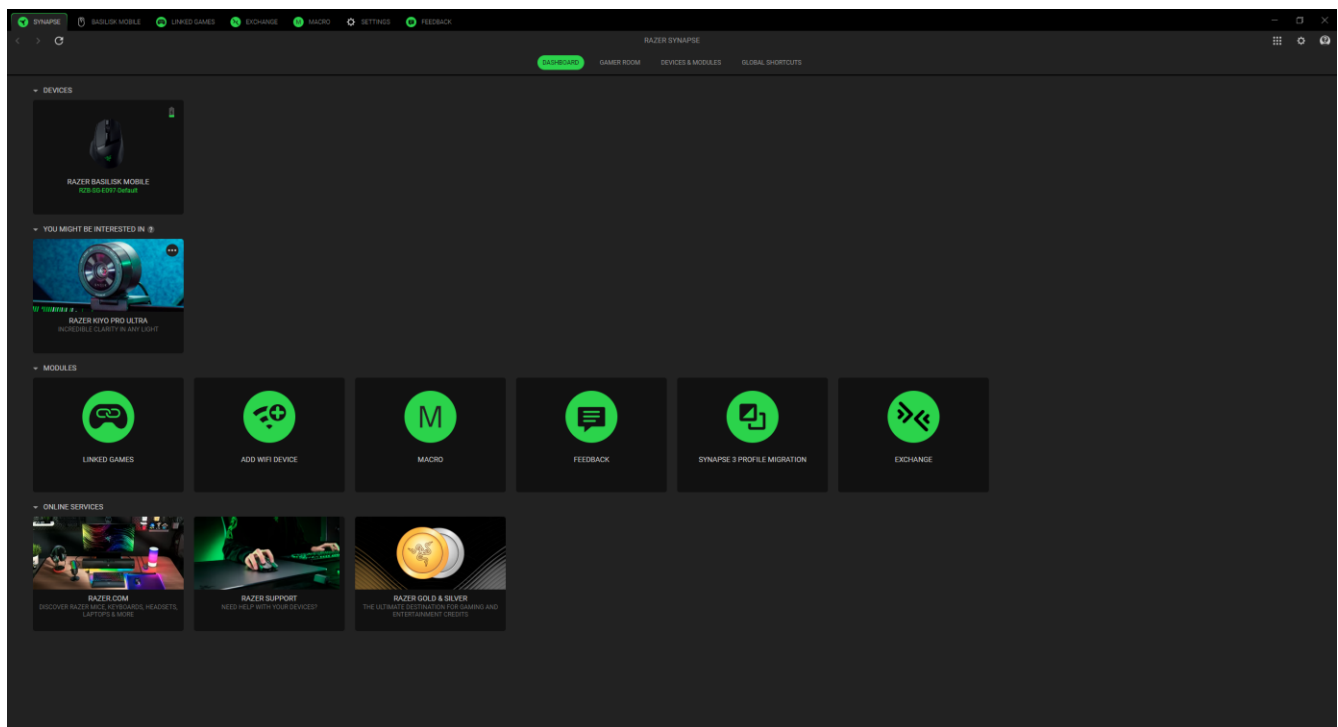 SYNAPSE
BASILISK MOBILE
LINKED GAMES
EXCHANGE
MACRO
SETTINGS
FEEDBACK
RAZER SYNAPSE
DASHBOARD
GAMER ROOM
DEVICES & MODULES
GLOBAL SHORTCUTS
DEVICES
RAZER BASILISK MOBILE
RZB-SG-E097-Default
YOU MIGHT BE INTERESTED IN ?
RAZER KIYO PRO ULTRA
INCREDIBLE CLARITY IN ANY LIGHT
MODULES
M
LINKED GAMES
ADD WIFI DEVICE
MACRO
FEEDBACK
SYNAPSE 3 PROFILE MIGRATION
EXCHANGE
ONLINE SERVICES
RAZER.COM
DISCOVER RAZER MICE, KEYBOARDS, HEADSETS,
LAPTOPS & MORE
RAZER SUPPORT
NEED HELP WITH YOUR DEVICES?
RAZER GOLD & SILVER
THE ULTIMATE DESTINATION FOR GAMING AND
ENTERTAINMENT CREDITS